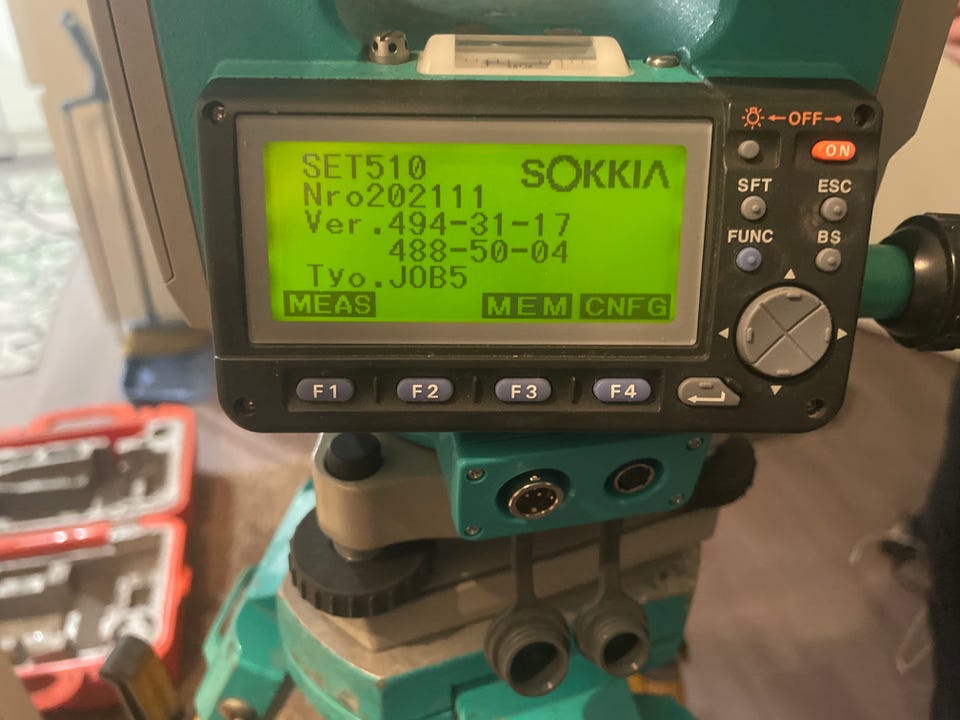 SET510 SOKKIA
Nro202111
Ver.494-31-17
488-50-04
Tyo.JOB5
MEAS MEM CNFG
OFF
ON
SFT ESC
FUNC BS
F1 F2 F3 F4